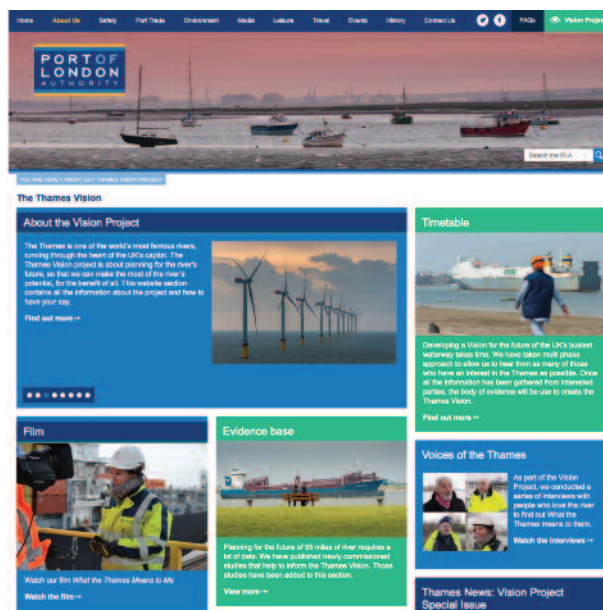 Home About Us Safety Port Trade Environment Media Leisure Travel Events History Contact Us FAQs Vision Projec
PORT OF
LONDON
AUTHORITY
Search the PLA
YOU ARE HERE > ABOUT US > THAMES VISION PROJECT
The Thames Vision
About the Vision Project
The Thames is one of the world's most famous rivers,
running through the heart of the UK's capital. The
Thames Vision project is about planning for the river's
future, so that we can make the most of the river's
potential, for the benefit of all. This website section
contains all the information about the project and how to
have your say.
Find out more
Timetable
Developing a Vision for the future of the UK's busiest
waterway takes time. We have taken multi phase
approach to allow us to hear from as many of those
who have an interest in the Thames as possible. Once
all the information has been gathered from interested
parties, the body of evidence will be use to create the
Thames Vision.
Find out more
Film
Watch our film What the Thames Means to Me
Watch the film
Evidence base
Planning for the future of 95 miles of river requires a
lot of data. We have published newly commissioned
studies that help to inform the Thames Vision. Those
studies have been added to this section.
View more
Voices of the Thames
As part of the Vision
Project, we conducted a
series of interviews with
people who love the river
to find out What the
Thames means to them.
Watch the interviews
Thames News: Vision Project
Special Issue